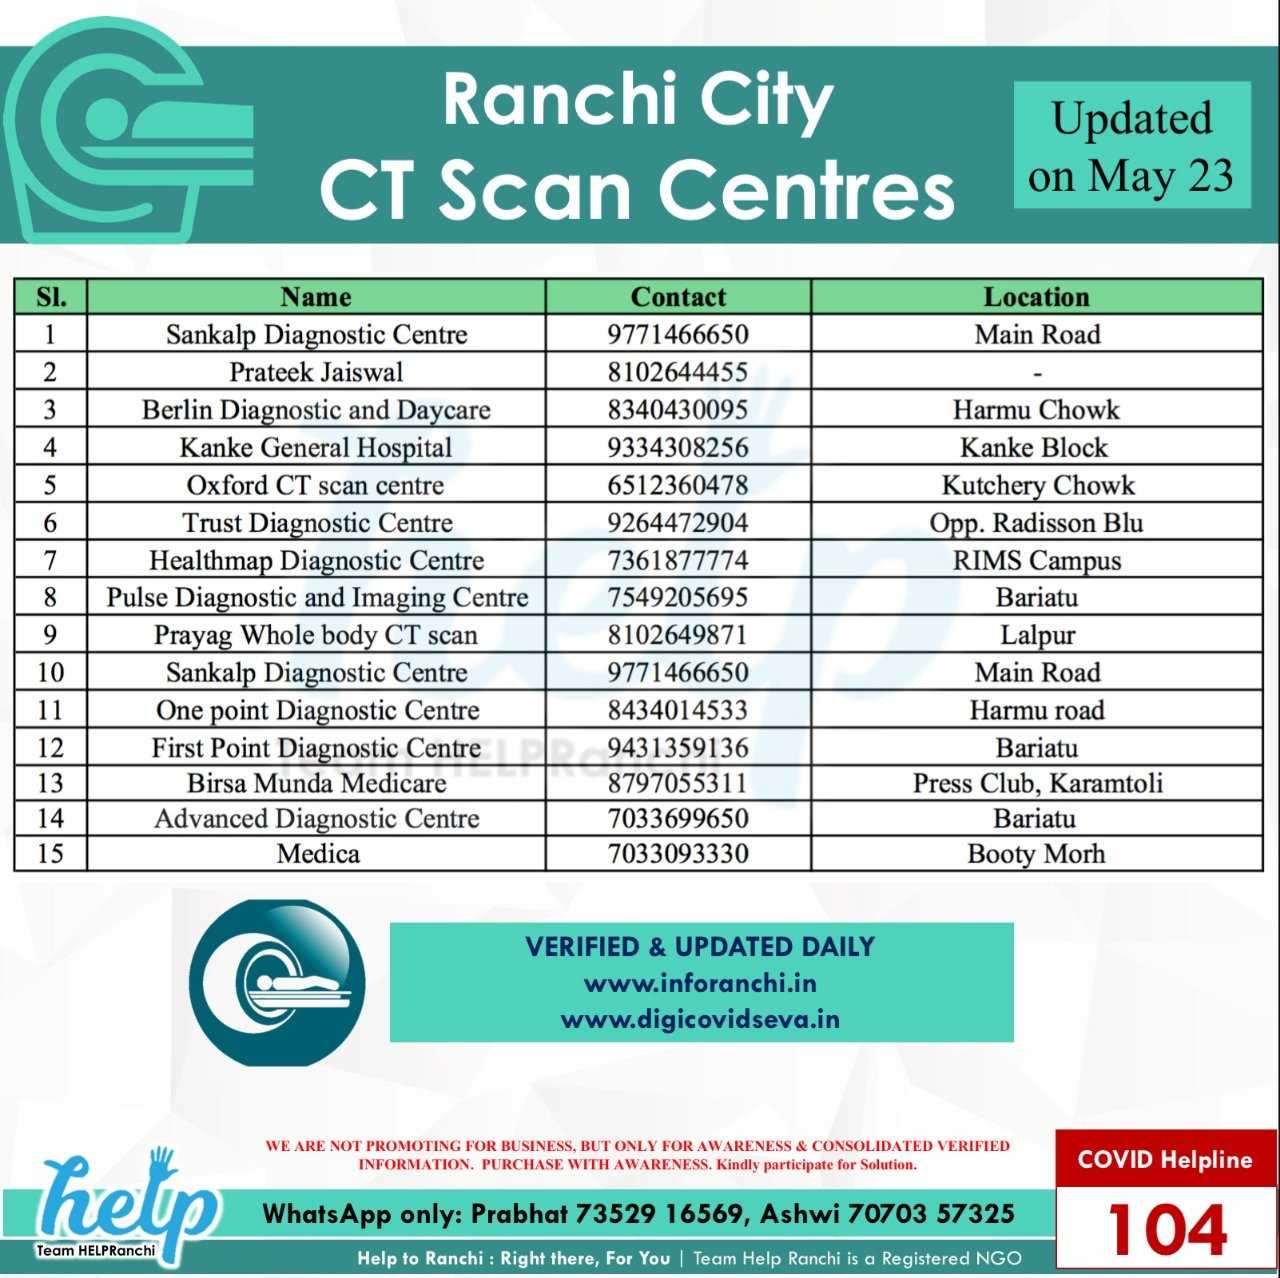 Ranchi City
CT Scan Centres
Updated
on May 23
Sl. Name Contact Location
1 Sankalp Diagnostic Centre 9771466650 Main Road
2 Prateek Jaiswal 8102644455 -
3 Berlin Diagnostic and Daycare 8340430095 Harmu Chowk
4 Kanke General Hospital 9334308256 Kanke Block
5 Oxford CT scan centre 6512360478 Kutchery Chowk
6 Trust Diagnostic Centre 9264472904 Opp. Radisson Blu
7 Healthmap Diagnostic Centre 7361877774 RIMS Campus
8 Pulse Diagnostic and Imaging Centre 7549205695 Bariatu
9 Prayag Whole body CT scan 8102649871 Lalpur
10 Sankalp Diagnostic Centre 9771466650 Main Road
11 One point Diagnostic Centre 8434014533 Harmu road
12 First Point Diagnostic Centre 9431359136 Bariatu
13 Birsa Munda Medicare 8797055311 Press Club, Karamtoli
14 Advanced Diagnostic Centre 7033699650 Bariatu
15 Medica 7033093330 Booty Morh
help
Team HELPRanchi
VERIFIED & UPDATED DAILY
www.inforanchi.in
www.digicovidseva.in
WE ARE NOT PROMOTING FOR BUSINESS, BUT ONLY FOR AWARENESS & CONSOLIDATED VERIFIED
INFORMATION. PURCHASE WITH AWARENESS. Kindly participate for Solution.
help
Team HELPRanchi
WhatsApp only: Prabhat 73529 16569, Ashwi 70703 57325
Help to Ranchi : Right there, For You | Team Help Ranchi is a Registered NGO
COVID Helpline
104